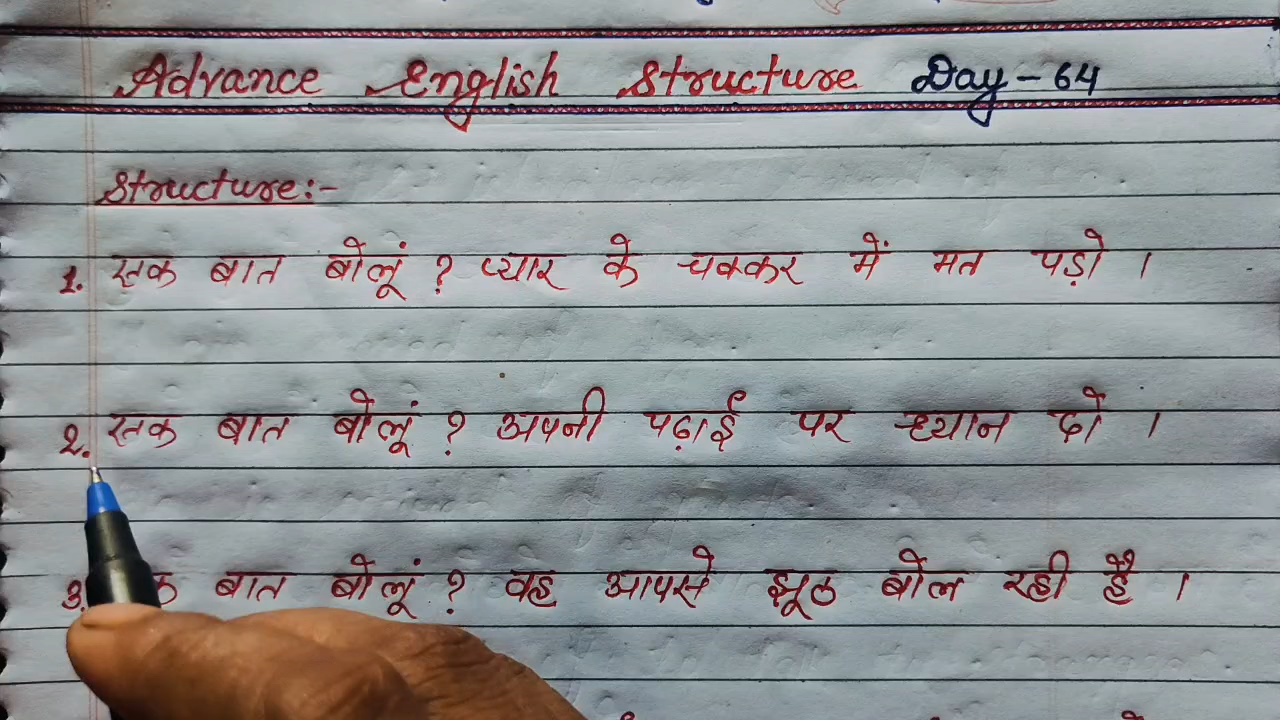 Advance English Structure Day - 64
Structure:-
1. एक बात बोलूं ? प्यार के चक्कर में मत पड़ो ।
2. एक बात बोलूं ? अपनी पढ़ाई पर ध्यान दो ।
3. एक बात बोलूं ? वह आपसे झूठ बोल रही है ।